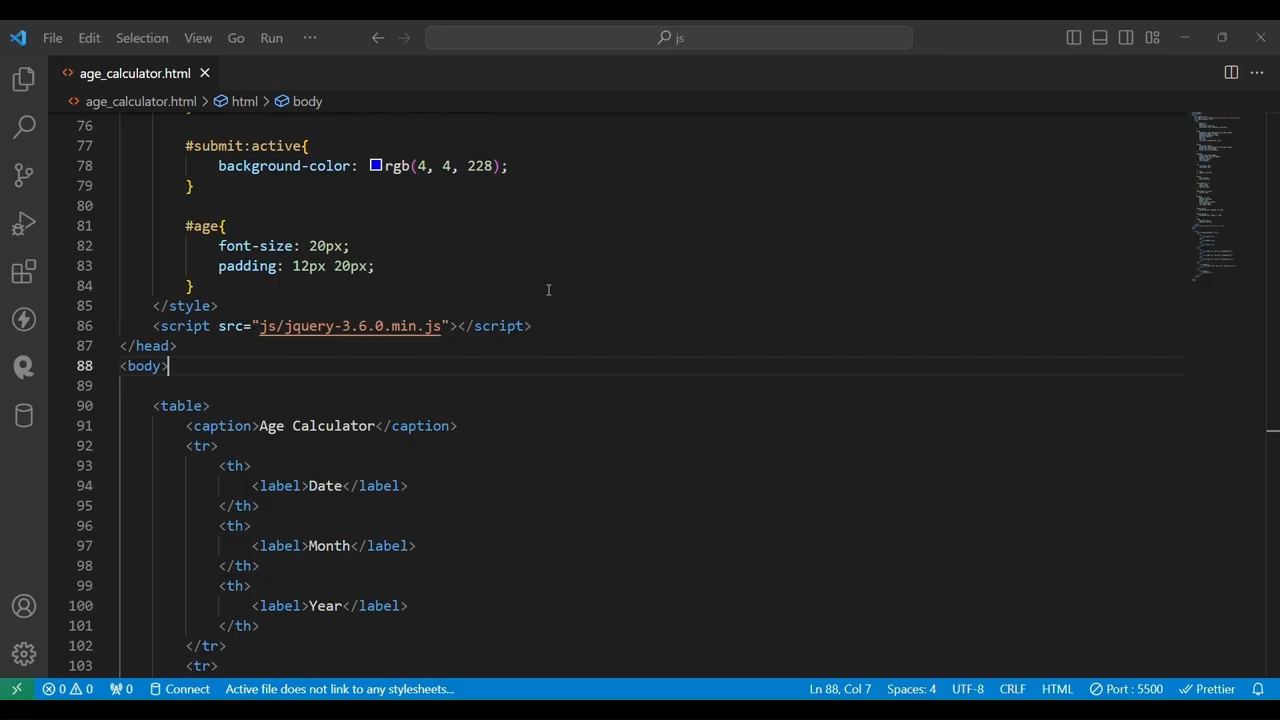 File Edit Selection View Go Run ···
js
age_calculator.html
age_calculator.html > html > body
76
77 #submit:active{
78 background-color: rgb(4, 4, 228);
79 }
80
81 #age{
82 font-size: 20px;
83 padding: 12px 20px;
84 }
85 </style>
86 <script src="js/jquery-3.6.0.min.js"></script>
87 </head>
88 <body>
89
90 <table>
91 <caption>Age Calculator</caption>
92 <tr>
93 <th>
94 <label>Date</label>
95 </th>
96 <th>
97 <label>Month</label>
98 </th>
99 <th>
100 <label>Year</label>
101 </th>
102 </tr>
103 <tr>
0 0 0 Connect Active file does not link to any stylesheets... Ln 88, Col 7 Spaces: 4 UTF-8 CRLF HTML Port : 5500 Prettier